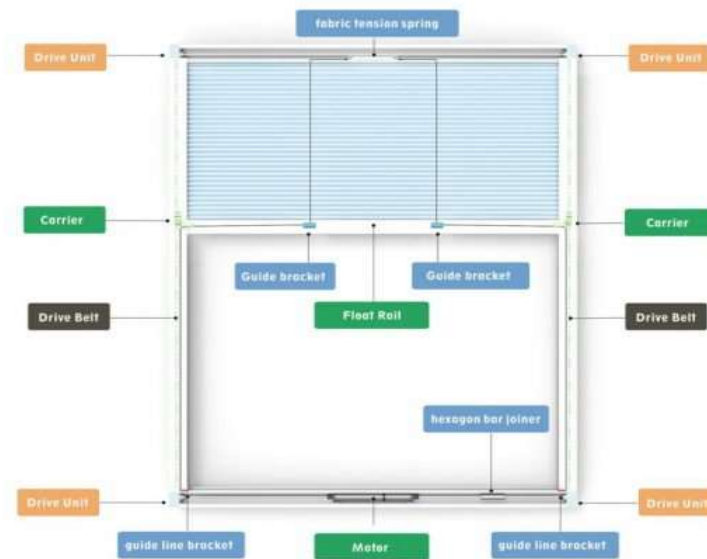 fabric tension spring
Drive Unit
Drive Unit
Carrier
Carrier
Guide bracket
Guide bracket
Float Rail
Drive Belt
Drive Belt
hexagon bar joiner
Drive Unit
Drive Unit
guide line bracket
Motor
guide line bracket